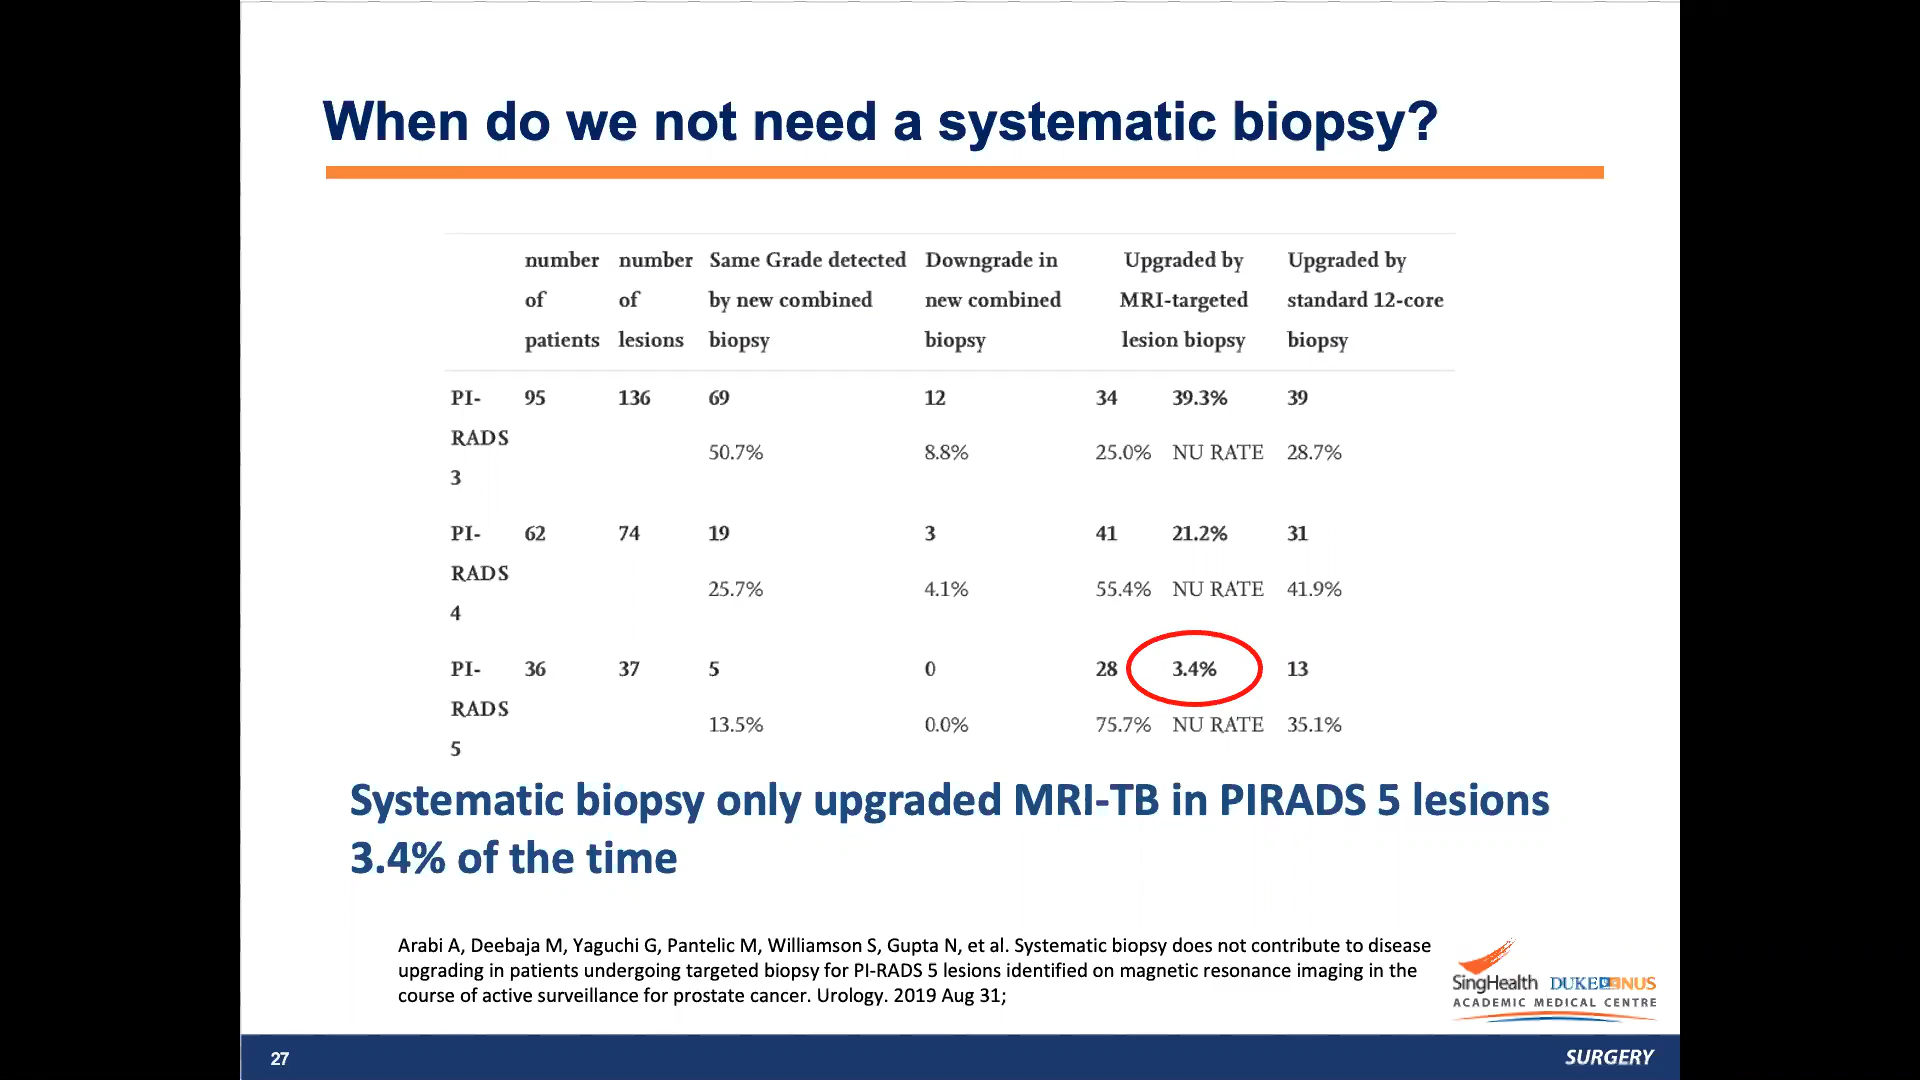 When do we not need a systematic biopsy?
number number Same Grade detected Downgrade in Upgraded by Upgraded by
of of by new combined new combined MRI-targeted standard 12-core
patients lesions biopsy biopsy lesion biopsy biopsy
PI- 95 136 69 12 34 39.3% 39
RADS 50.7% 8.8% 25.0% NU RATE 28.7%
3
PI- 62 74 19 3 41 21.2% 31
RADS 25.7% 4.1% 55.4% NU RATE 41.9%
4
PI- 36 37 5 0 28 3.4% 13
RADS 13.5% 0.0% 75.7% NU RATE 35.1%
5
Systematic biopsy only upgraded MRI-TB in PIRADS 5 lesions
3.4% of the time
Arabi A, Deebaja M, Yaguchi G, Pantelic M, Williamson S, Gupta N, et al. Systematic biopsy does not contribute to disease
upgrading in patients undergoing targeted biopsy for PI-RADS 5 lesions identified on magnetic resonance imaging in the
course of active surveillance for prostate cancer. Urology. 2019 Aug 31;
SingHealth DUKE NUS
ACADEMIC MEDICAL CENTRE
27
SURGERY